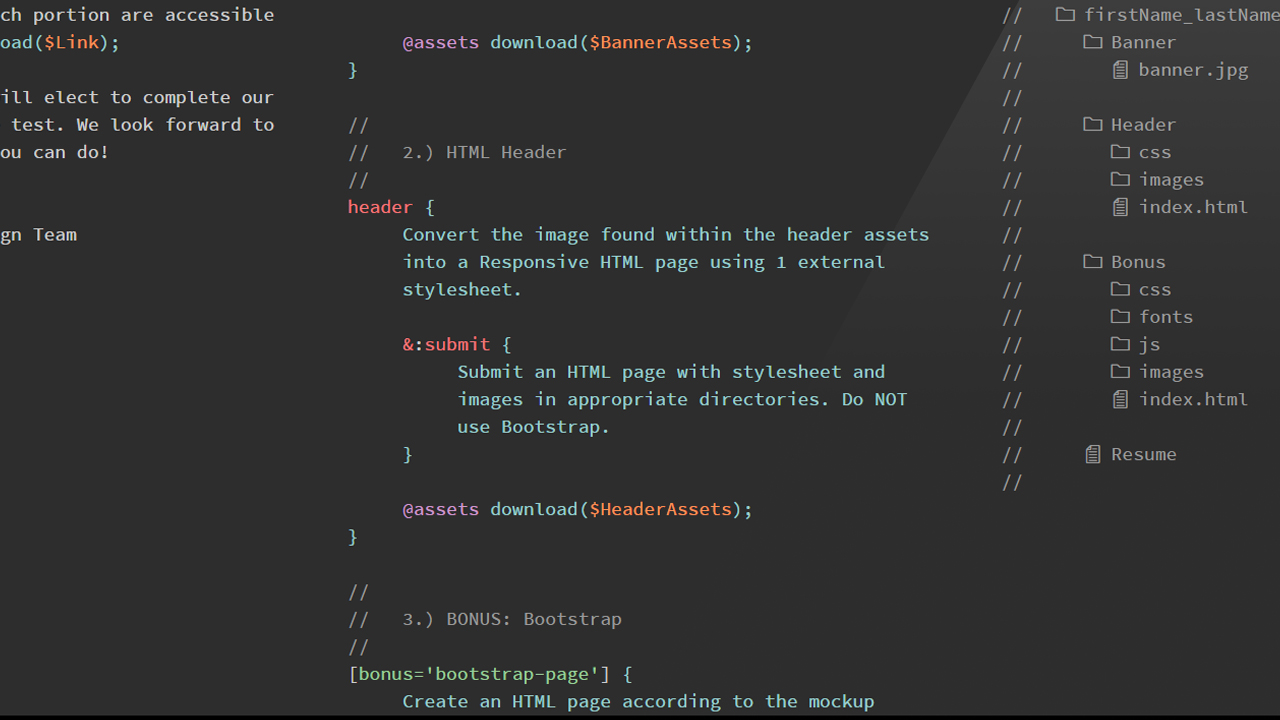 ch portion are accessible
oad($Link);
ill elect to complete our
test. We look forward to
ou can do!
gn Team
@assets download($BannerAssets);
}
//
// 2.) HTML Header
//
header {
Convert the image found within the header assets
into a Responsive HTML page using 1 external
stylesheet.
&:submit {
Submit an HTML page with stylesheet and
images in appropriate directories. Do NOT
use Bootstrap.
}
@assets download($HeaderAssets);
}
//
// 3.) BONUS: Bootstrap
//
[bonus='bootstrap-page'] {
Create an HTML page according to the mockup
// firstName_lastName
// Banner
// banner.jpg
//
// Header
// css
// images
// index.html
//
// Bonus
// css
// fonts
// js
// images
// index.html
//
// Resume
//